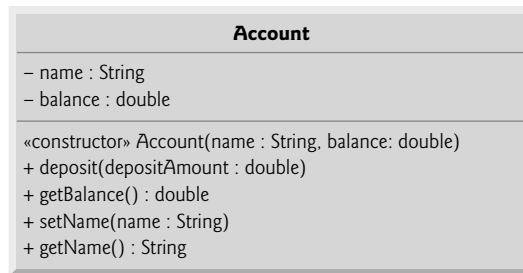 Account
– name : String
– balance : double
«constructor» Account(name : String, balance: double)
+ deposit(depositAmount : double)
+ getBalance() : double
+ setName(name : String)
+ getName() : String